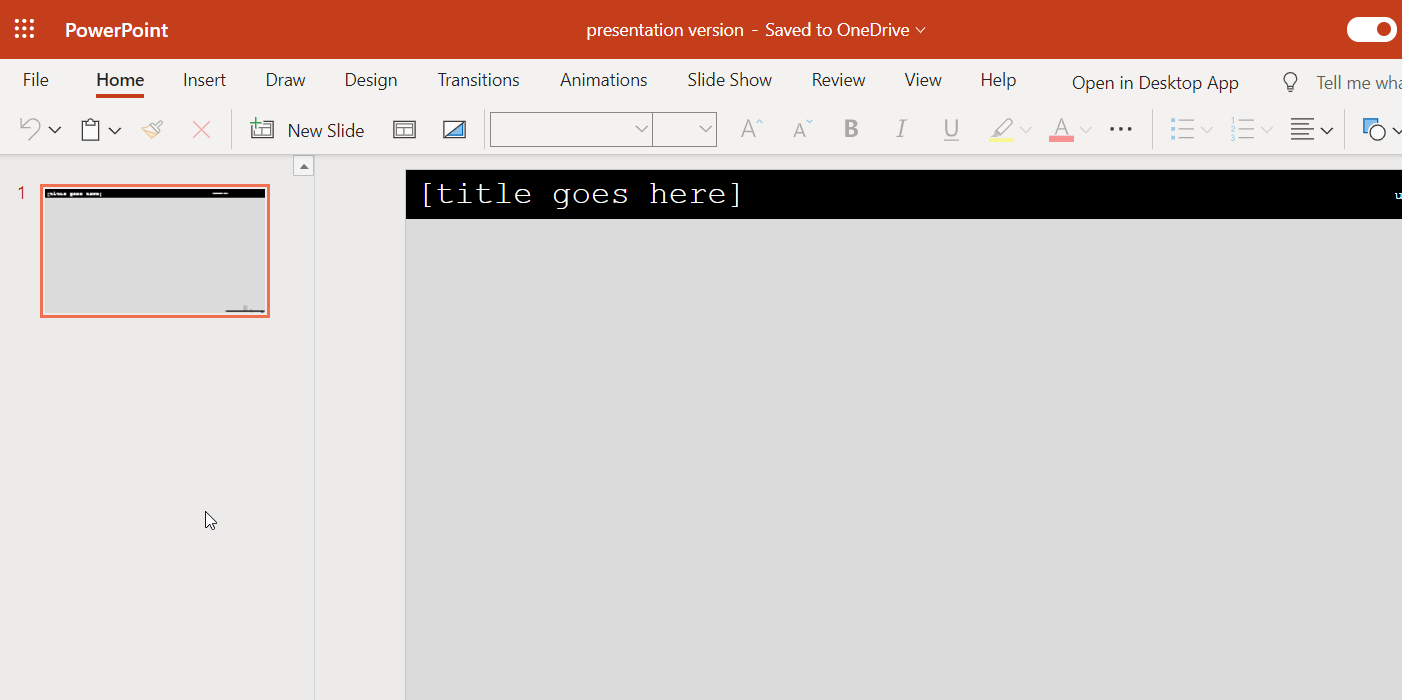 PowerPoint presentation version - Saved to OneDrive
File Home Insert Draw Design Transitions Animations Slide Show Review View Help Open in Desktop App Tell me wha
New Slide A A B I U A
1
[title goes here]